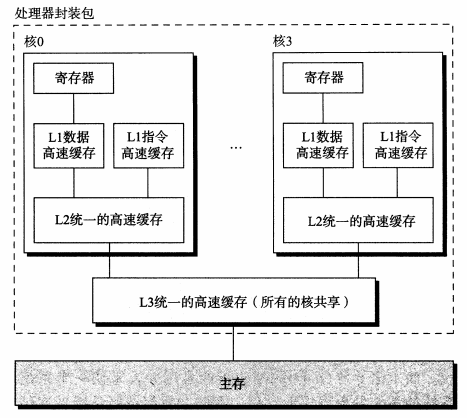 处理器封装包
核0
核3
寄存器
寄存器
L1数据
高速缓存
L1指令
高速缓存
...
L1数据
高速缓存
L1指令
高速缓存
L2统一的高速缓存
L2统一的高速缓存
L3统一的高速缓存（所有的核共享）
主存